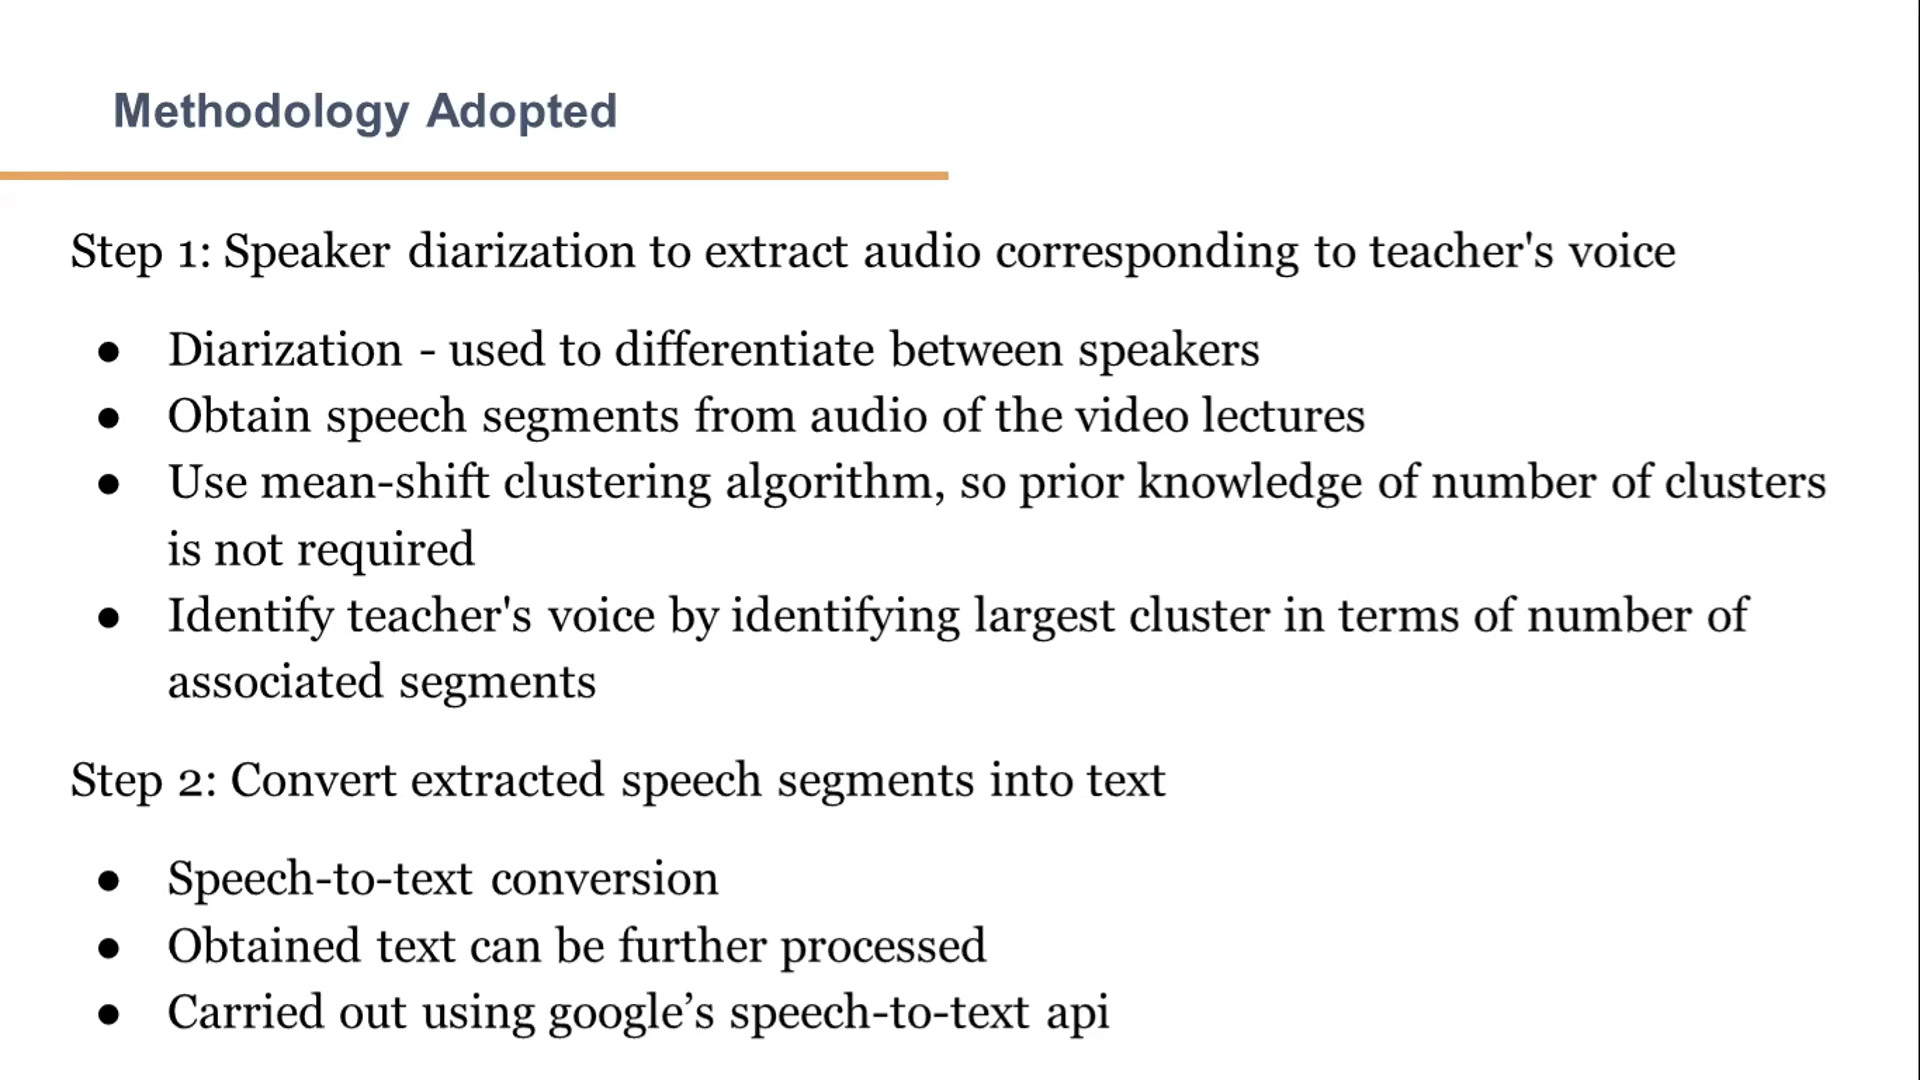 Methodology Adopted
Step 1: Speaker diarization to extract audio corresponding to teacher's voice
● Diarization - used to differentiate between speakers
● Obtain speech segments from audio of the video lectures
● Use mean-shift clustering algorithm, so prior knowledge of number of clusters
is not required
● Identify teacher's voice by identifying largest cluster in terms of number of
associated segments
Step 2: Convert extracted speech segments into text
● Speech-to-text conversion
● Obtained text can be further processed
● Carried out using google’s speech-to-text api